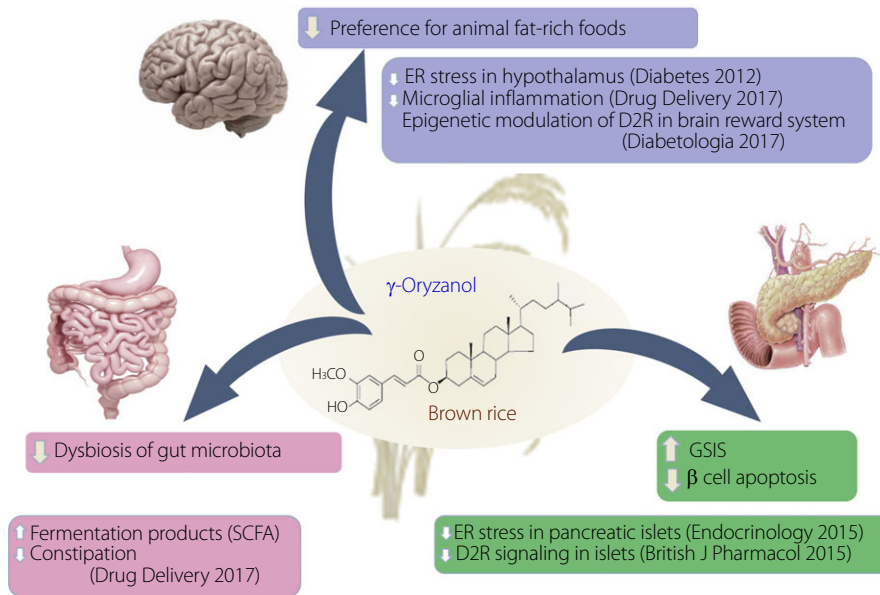 Preference for animal fat-rich foods
ER stress in hypothalamus (Diabetes 2012)
Microglial inflammation (Drug Delivery 2017)
Epigenetic modulation of D2R in brain reward system
(Diabetologia 2017)
γ-Oryzanol
H₃CO
O
O
HO
Brown rice
Dysbiosis of gut microbiota
Fermentation products (SCFA)
Constipation
(Drug Delivery 2017)
GSIS
β cell apoptosis
ER stress in pancreatic islets (Endocrinology 2015)
D2R signaling in islets (British J Pharmacol 2015)